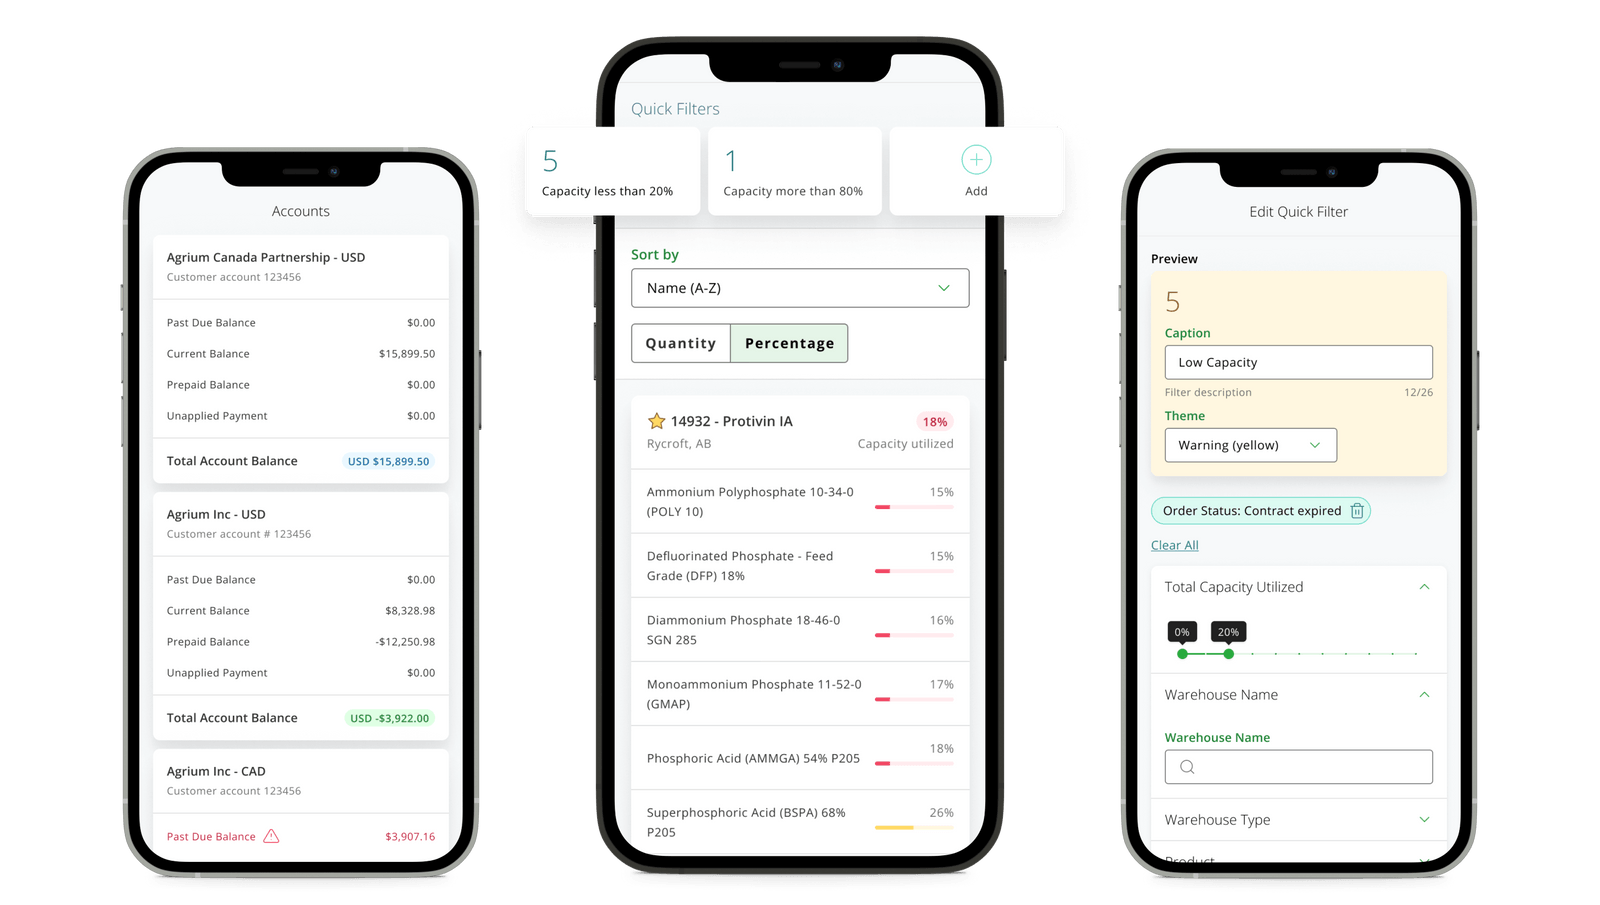 Accounts
Agrium Canada Partnership - USD
Customer account 123456
Past Due Balance $0.00
Current Balance $15,899.50
Prepaid Balance $0.00
Unapplied Payment $0.00
Total Account Balance USD $15,899.50
Agrium Inc - USD
Customer account # 123456
Past Due Balance $0.00
Current Balance $8,328.98
Prepaid Balance -$12,250.98
Unapplied Payment $0.00
Total Account Balance USD -$3,922.00
Agrium Inc - CAD
Customer account 123456
Past Due Balance $3,907.16
Quick Filters
5
Capacity less than 20%
1
Capacity more than 80%
Add
Sort by
Name (A-Z)
Quantity Percentage
14932 - Protivin IA 18%
Rycroft, AB Capacity utilized
Ammonium Polyphosphate 10-34-0 15%
(POLY 10)
Defluorinated Phosphate - Feed 15%
Grade (DFP) 18%
Diammonium Phosphate 18-46-0 16%
SGN 285
Monoammonium Phosphate 11-52-0 17%
(GMAP)
Phosphoric Acid (AMMGA) 54% P205 18%
Superphosphoric Acid (BSPA) 68% 26%
P205
Edit Quick Filter
Preview
5
Caption
Low Capacity
Filter description 12/26
Theme
Warning (yellow)
Order Status: Contract expired
Clear All
Total Capacity Utilized
0% 20%
Warehouse Name
Warehouse Name
Warehouse Type
Product